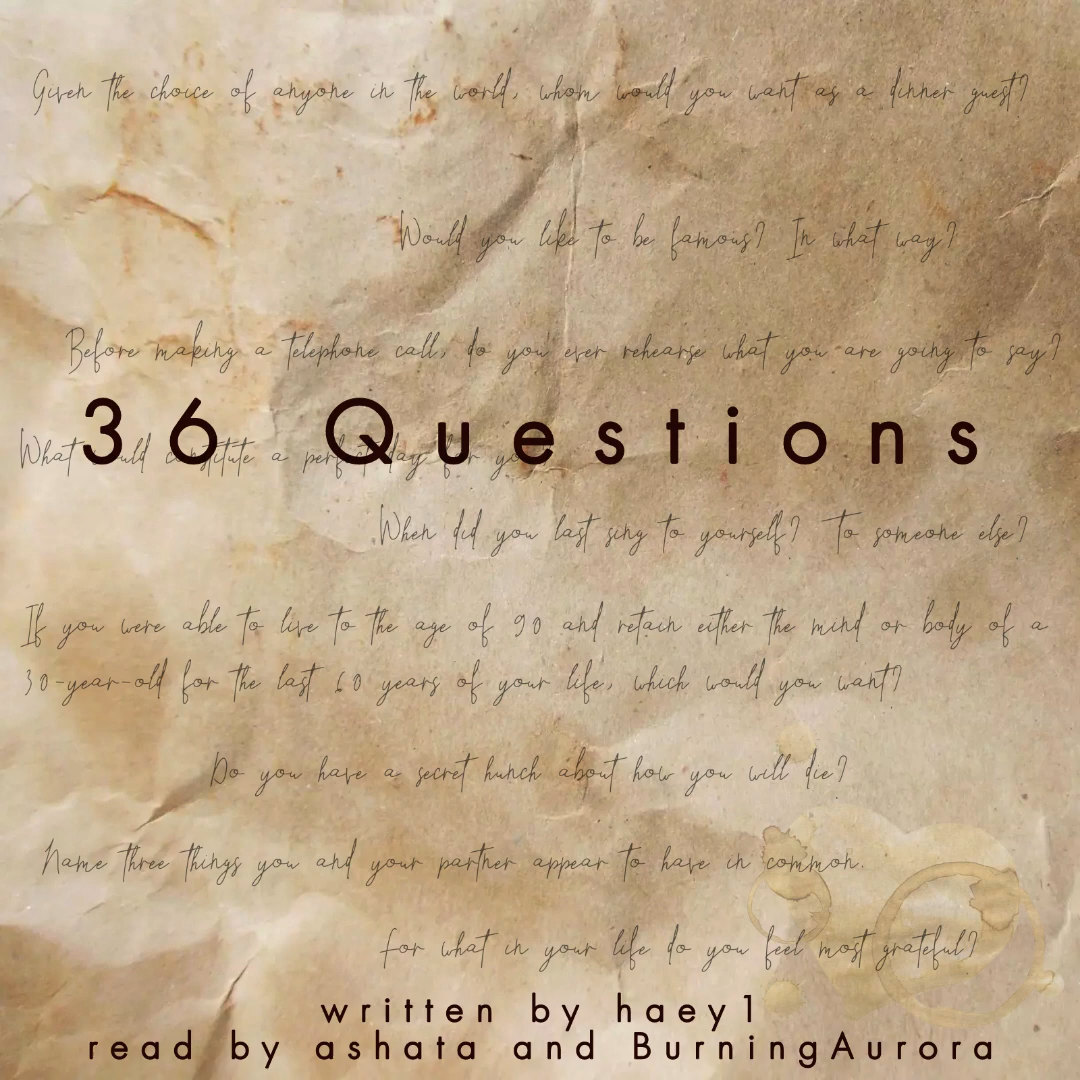 Given the choice of anyone in the world, whom would you want as a dinner guest?
Would you like to be famous? In what way?
Before making a telephone call, do you ever rehearse what you are going to say?
36 Questions
What would constitute a perfect day for you?
When did you last sing to yourself? To someone else?
If you were able to live to the age of 90 and retain either the mind or body of a
30-year-old for the last 60 years of your life, which would you want?
Do you have a secret hunch about how you will die?
Name three things you and your partner appear to have in common.
For what in your life do you feel most grateful?
written by haey1
read by ashata and BurningAurora